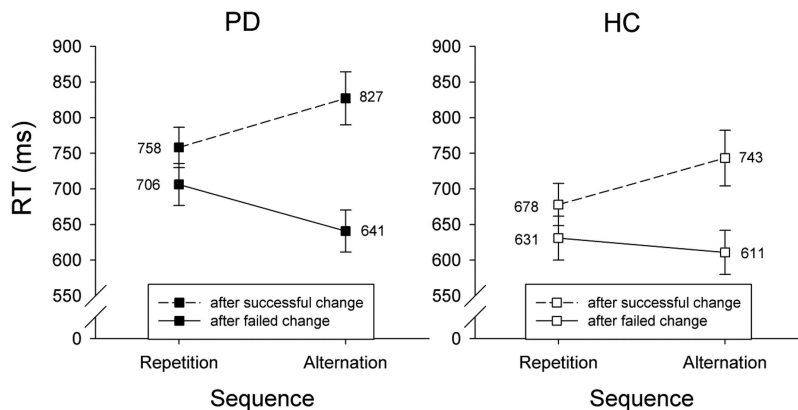 PD
RT (ms)
900
850
800
750
700
650
600
550
0
758
706
827
641
after successful change
after failed change
Repetition
Alternation
Sequence
HC
900
850
800
750
700
650
600
550
0
678
631
743
611
after successful change
after failed change
Repetition
Alternation
Sequence